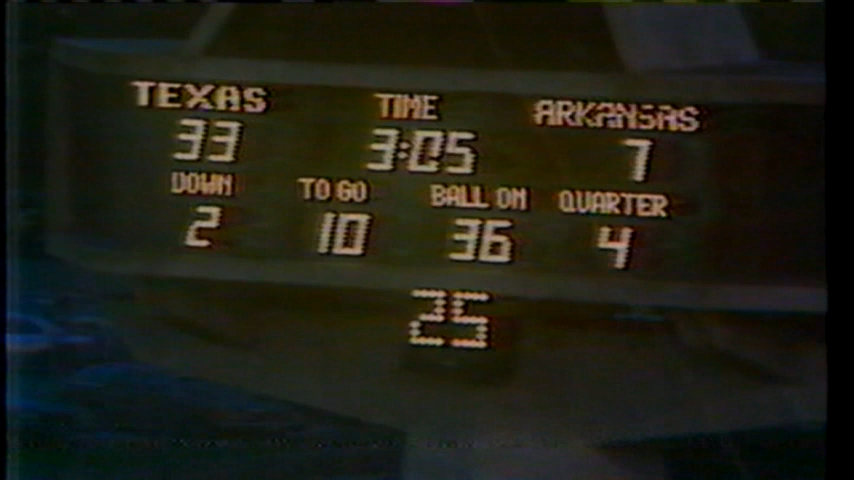 TEXAS TIME ARKANSAS
33 3:05 7
DOWN TO GO BALL ON QUARTER
2 10 36 4
25